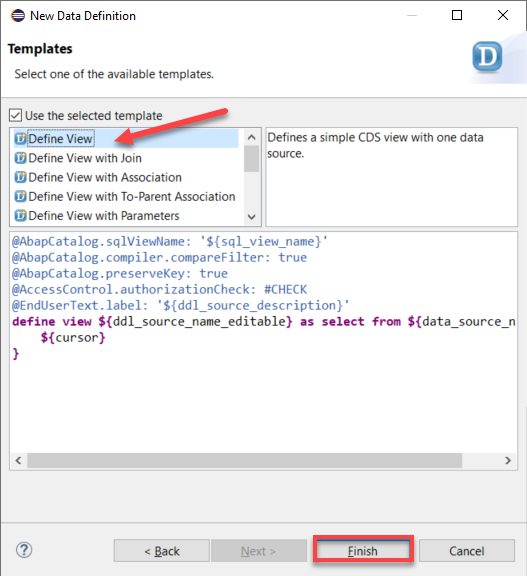 New Data Definition
Templates
Select one of the available templates.
D
Use the selected template
Define View
Define View with Join
Define View with Association
Define View with To-Parent Association
Define View with Parameters
Defines a simple CDS view with one data
source.
@AbapCatalog.sqlViewName: '${sql_view_name}'
@AbapCatalog.compiler.compareFilter: true
@AbapCatalog.preserveKey: true
@AccessControl.authorizationCheck: #CHECK
@EndUserText.label: '${ddl_source_description}'
define view ${ddl_source_name_editable} as select from ${data_source_n
${cursor}
}
?
< Back
Next >
Finish
Cancel